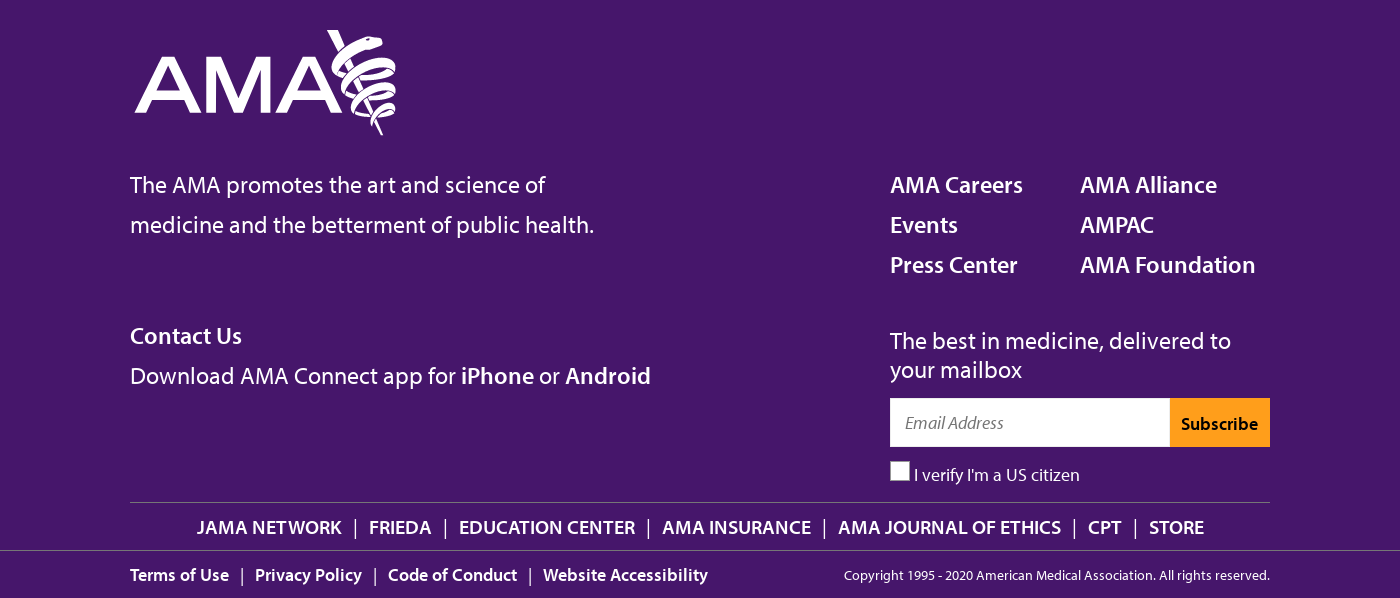 AMA
The AMA promotes the art and science of
medicine and the betterment of public health.
Contact Us
Download AMA Connect app for iPhone or Android
AMA Careers
Events
Press Center
AMA Alliance
AMPAC
AMA Foundation
The best in medicine, delivered to
your mailbox
Email Address
Subscribe
I verify I'm a US citizen
JAMA NETWORK | FRIEDA | EDUCATION CENTER | AMA INSURANCE | AMA JOURNAL OF ETHICS | CPT | STORE
Terms of Use | Privacy Policy | Code of Conduct | Website Accessibility
Copyright 1995 - 2020 American Medical Association. All rights reserved.